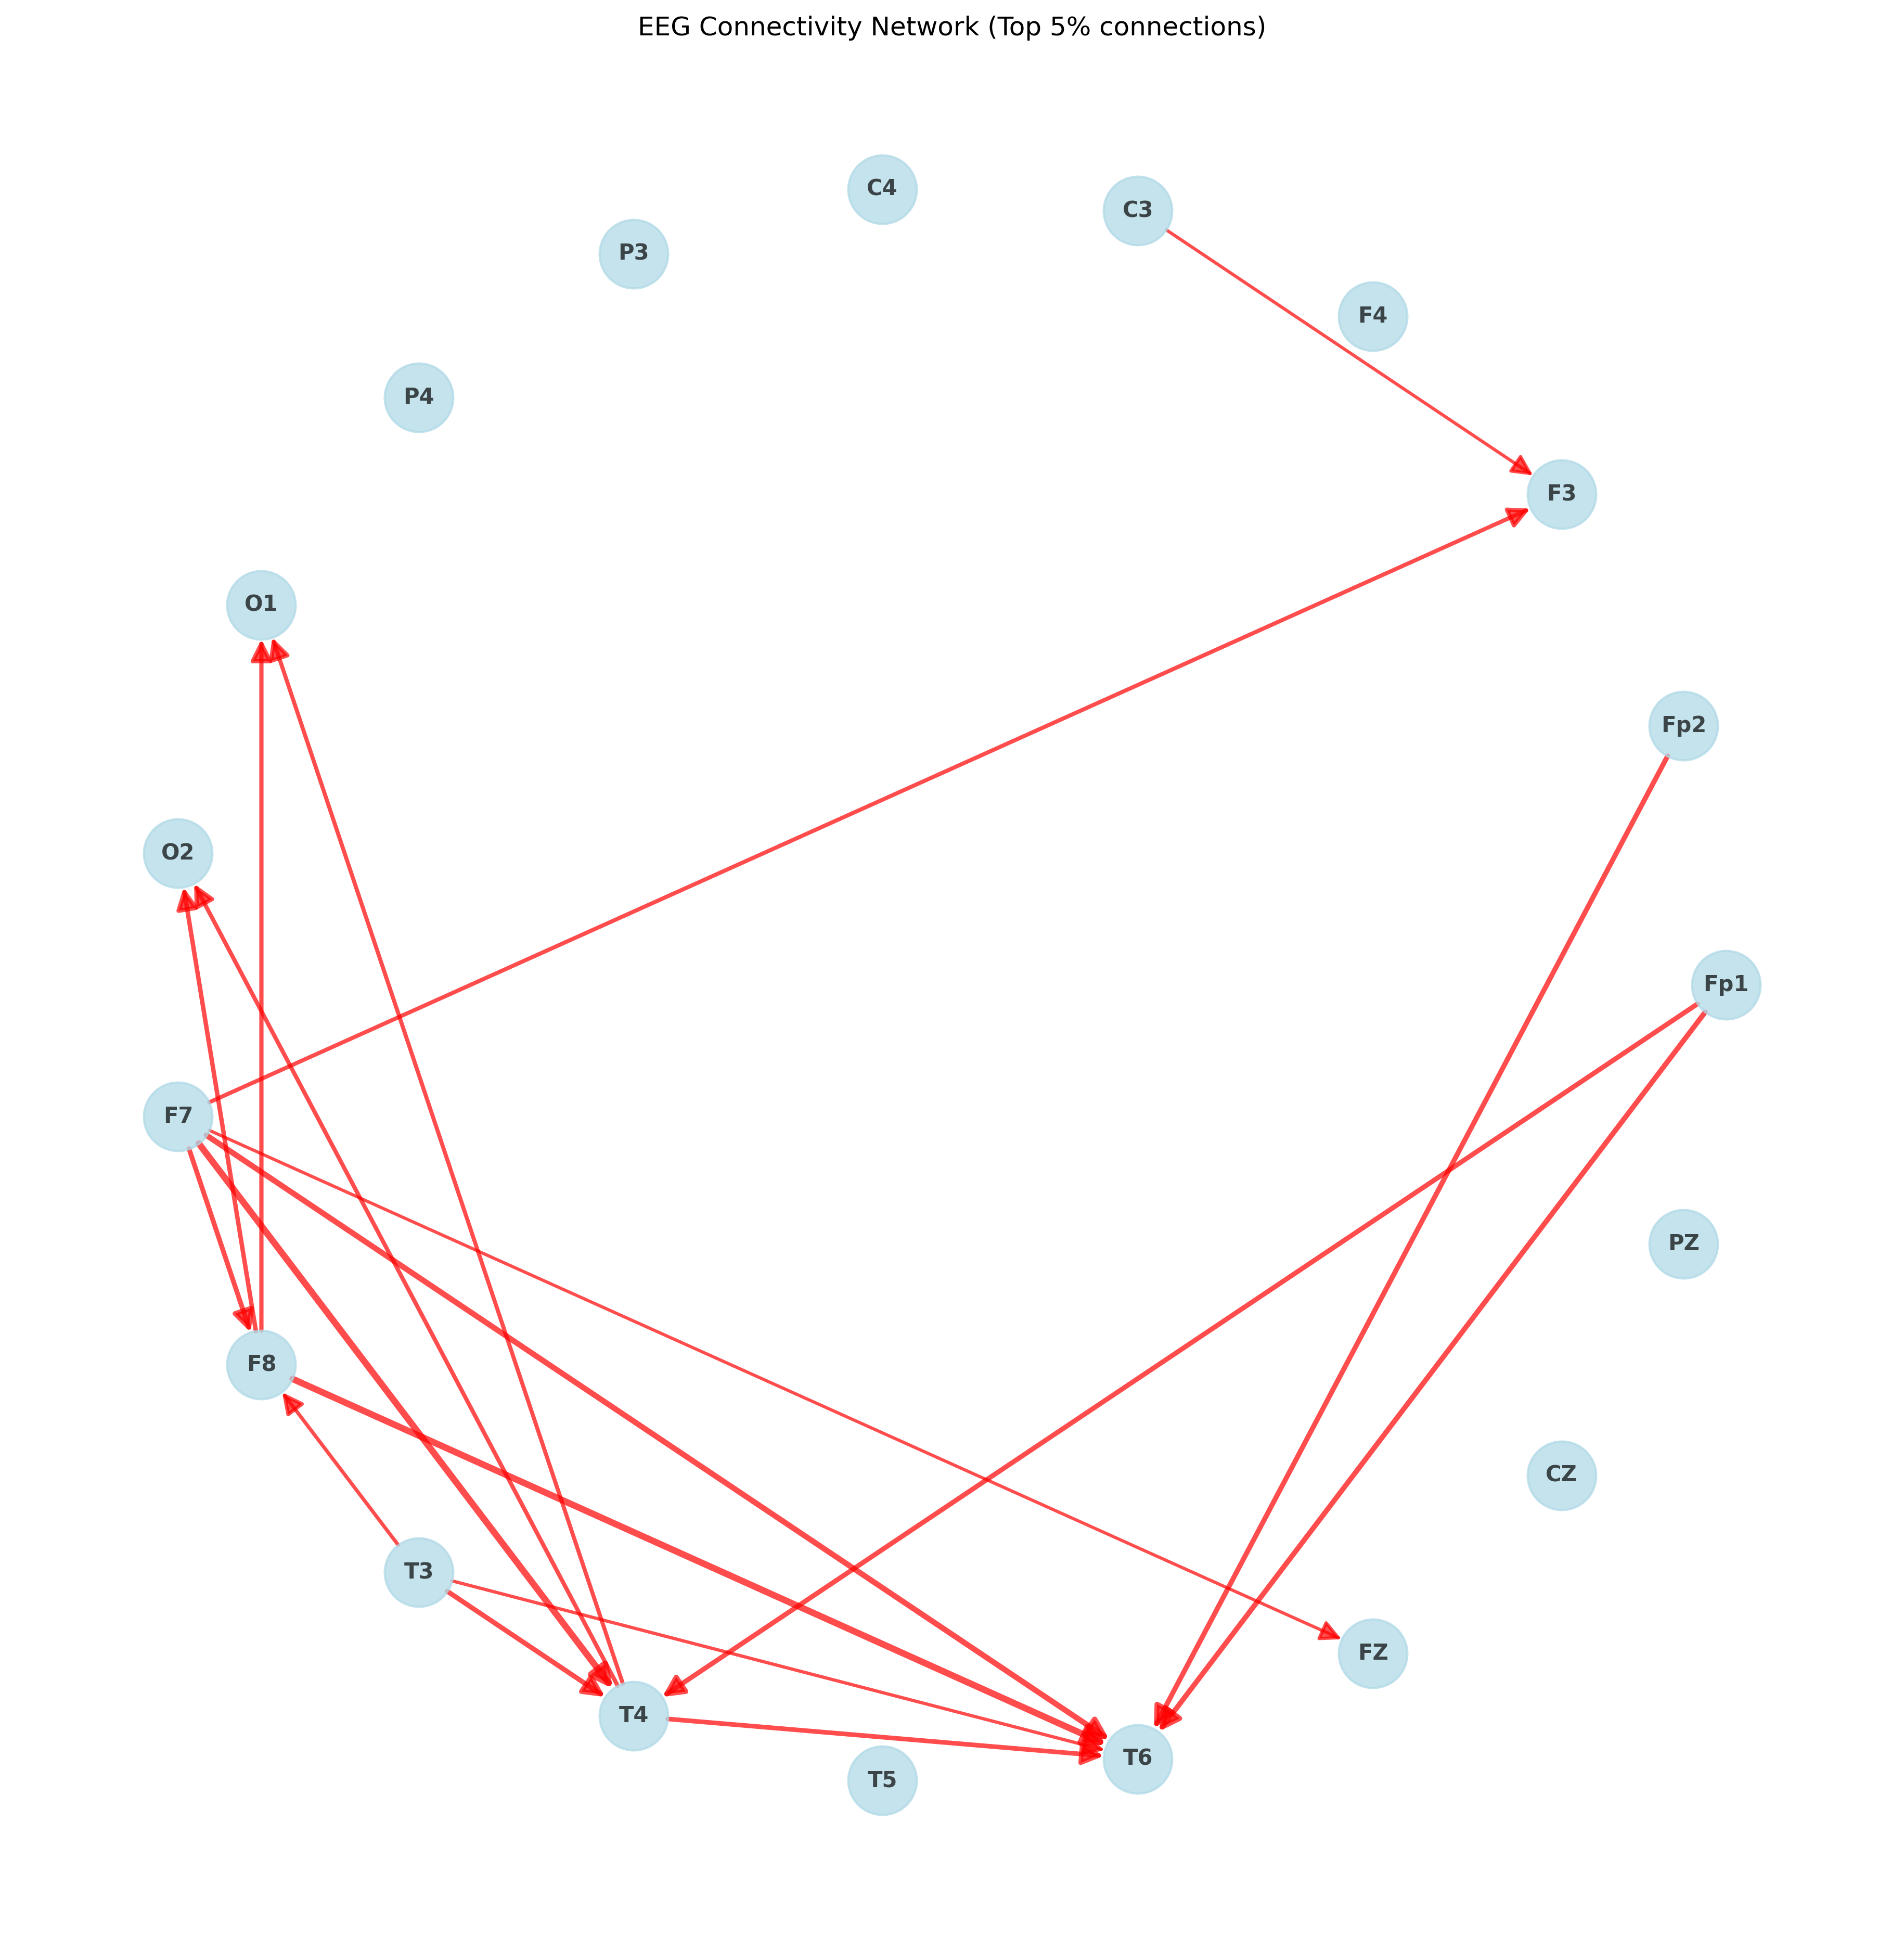 EEG Connectivity Network (Top 5% connections)
C4
C3
P3
F4
P4
F3
O1
Fp2
O2
Fp1
F7
PZ
F8
CZ
T3
FZ
T4
T6
T5